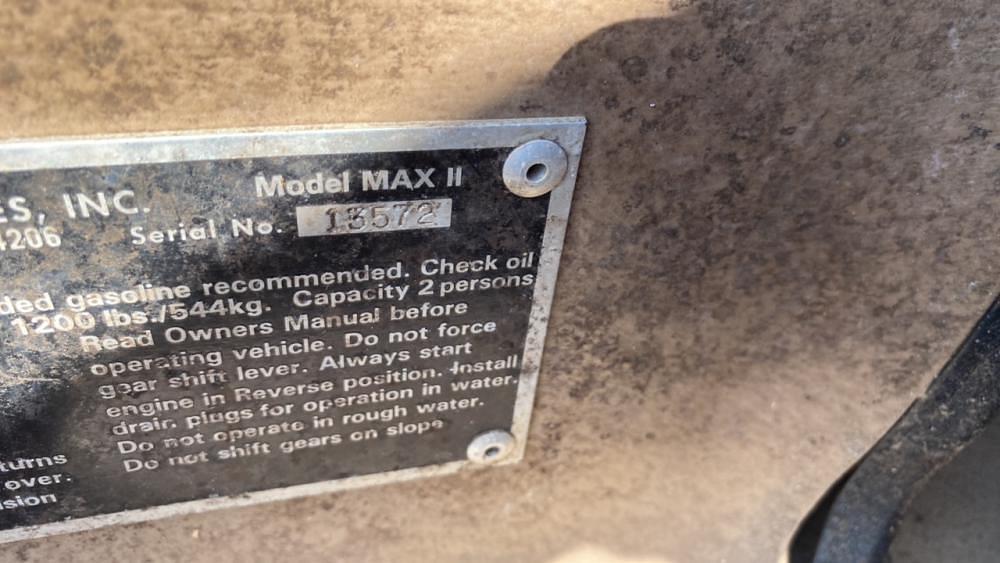 ES, INC.
Model MAX II
4206
Serial No. 13572
ded gasoline recommended. Check oil
1200 lbs./544kg. Capacity 2 persons
Read Owners Manual before
operating vehicle. Do not force
gear shift lever. Always start
engine in Reverse position. Install
drain plugs for operation in water.
Do not operate in rough water.
Do not shift gears on slope
turns
over.
sion